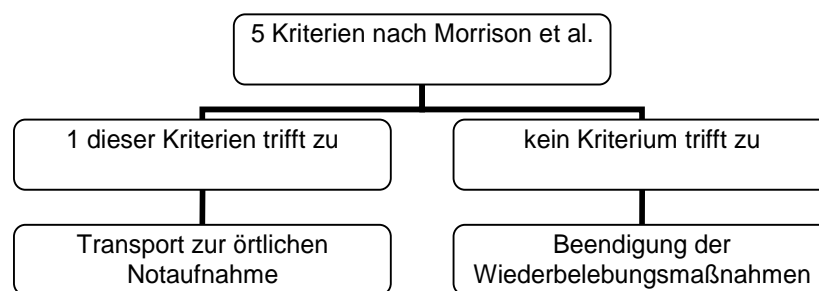 5 Kriterien nach Morrison et al.
1 dieser Kriterien trifft zu
kein Kriterium trifft zu
Transport zur örtlichen
Notaufnahme
Beendigung der
Wiederbelebungsmaßnahmen